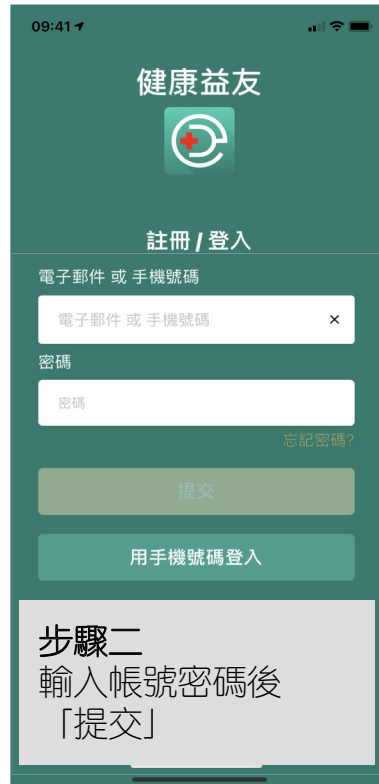 09:41
健康益友
註冊 / 登入
電子郵件 或 手機號碼
電子郵件 或 手機號碼 ×
密碼
密碼
忘記密碼?
提交
用手機號碼登入
步驟二
輸入帳號密碼後
「提交」